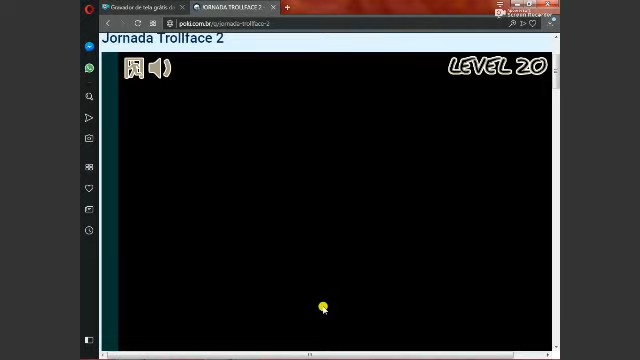 Gravador de tela grátis do
JORNADA TROLLFACE 2 -
Screen Recorder
poki.com.br/g/jornada-trollface-2
Jornada Trollface 2
LEVEL 20